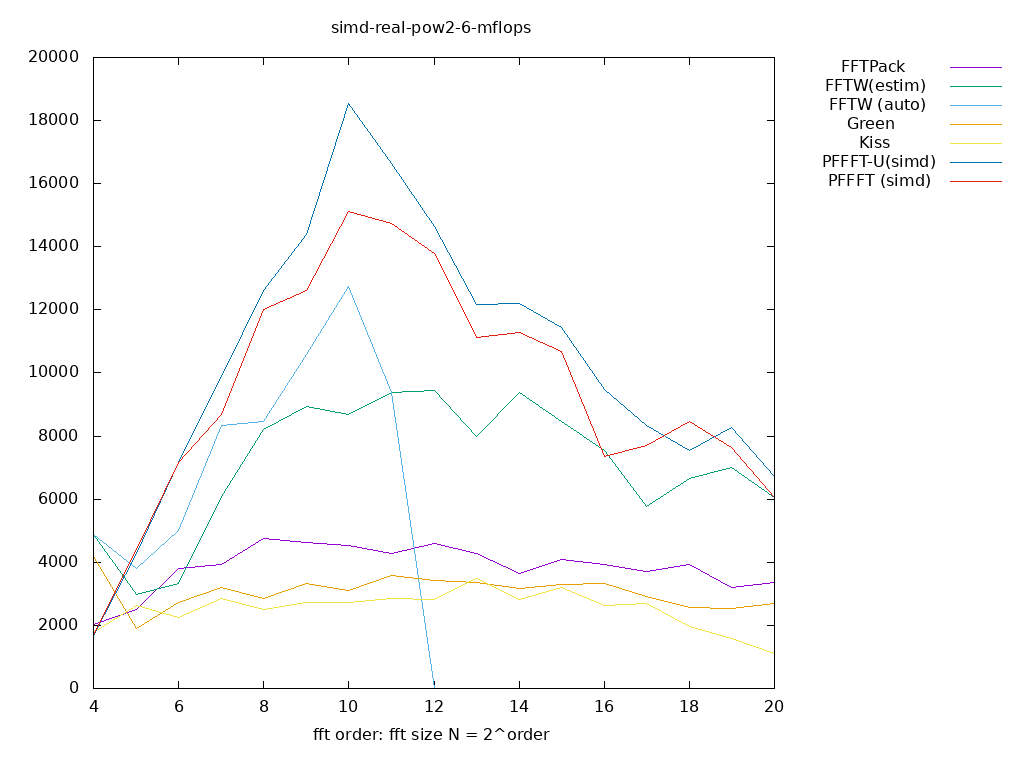 simd-real-pow2-6-mflops
20000
18000
16000
14000
12000
10000
8000
6000
4000
2000
0
4 6 8 10 12 14 16 18 20
fft order: fft size N = 2^order
FFTPack
FFTW(estim)
FFTW (auto)
Green
Kiss
PFFFT-U(simd)
PFFFT (simd)